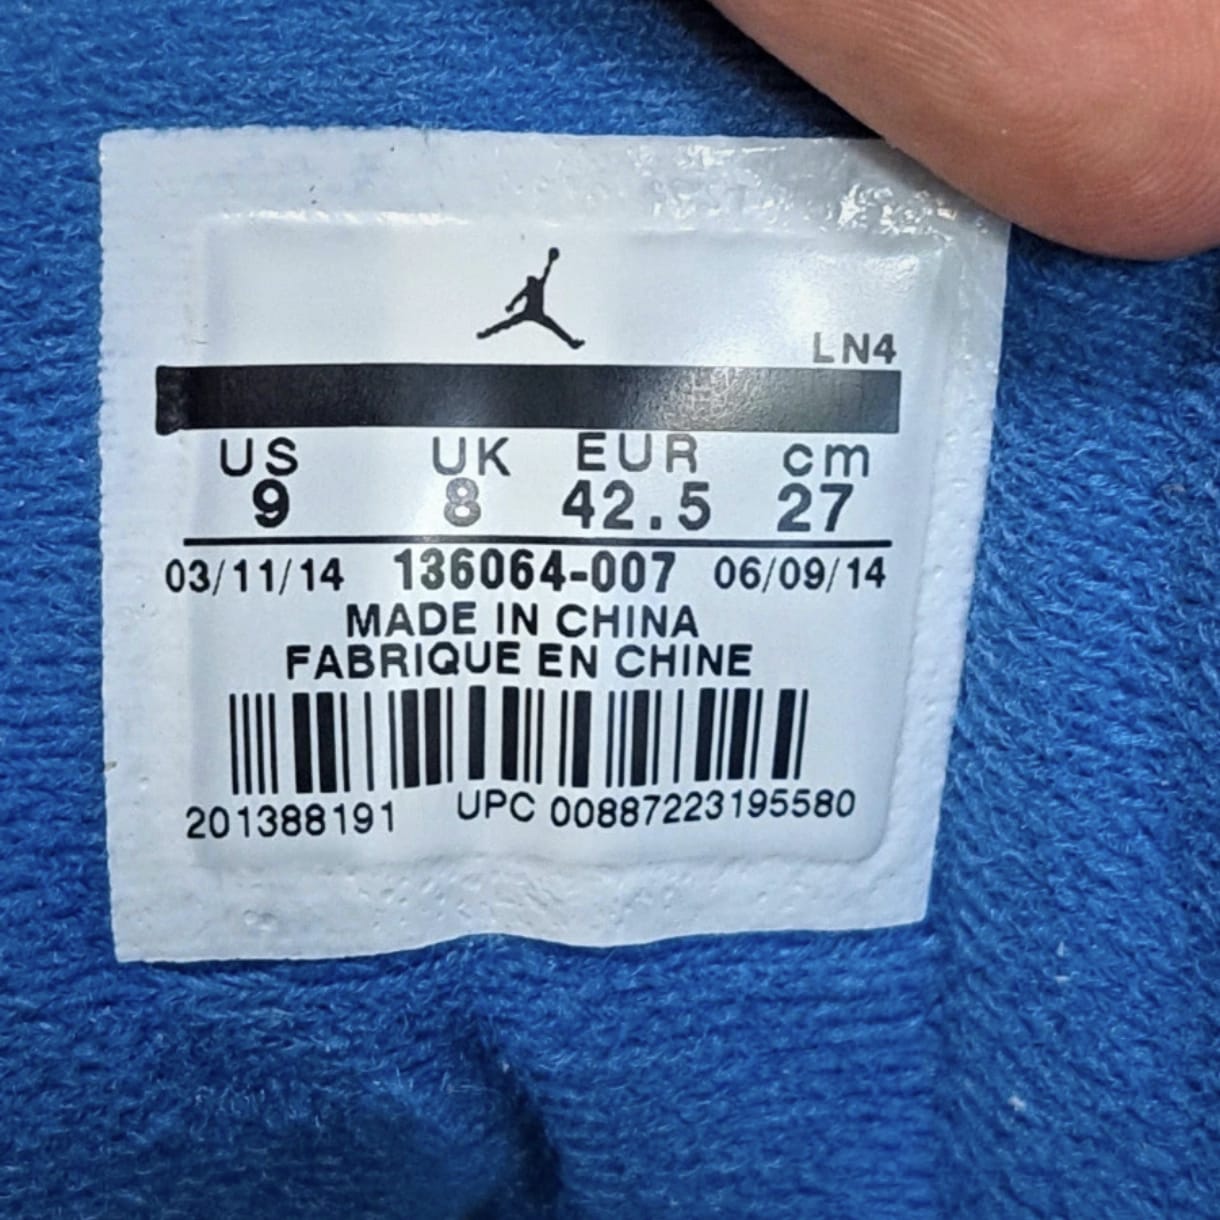 LN4
US UK EUR cm
9 8 42.5 27
03/11/14 136064-007 06/09/14
MADE IN CHINA
FABRIQUE EN CHINE
201388191 UPC 00887223195580